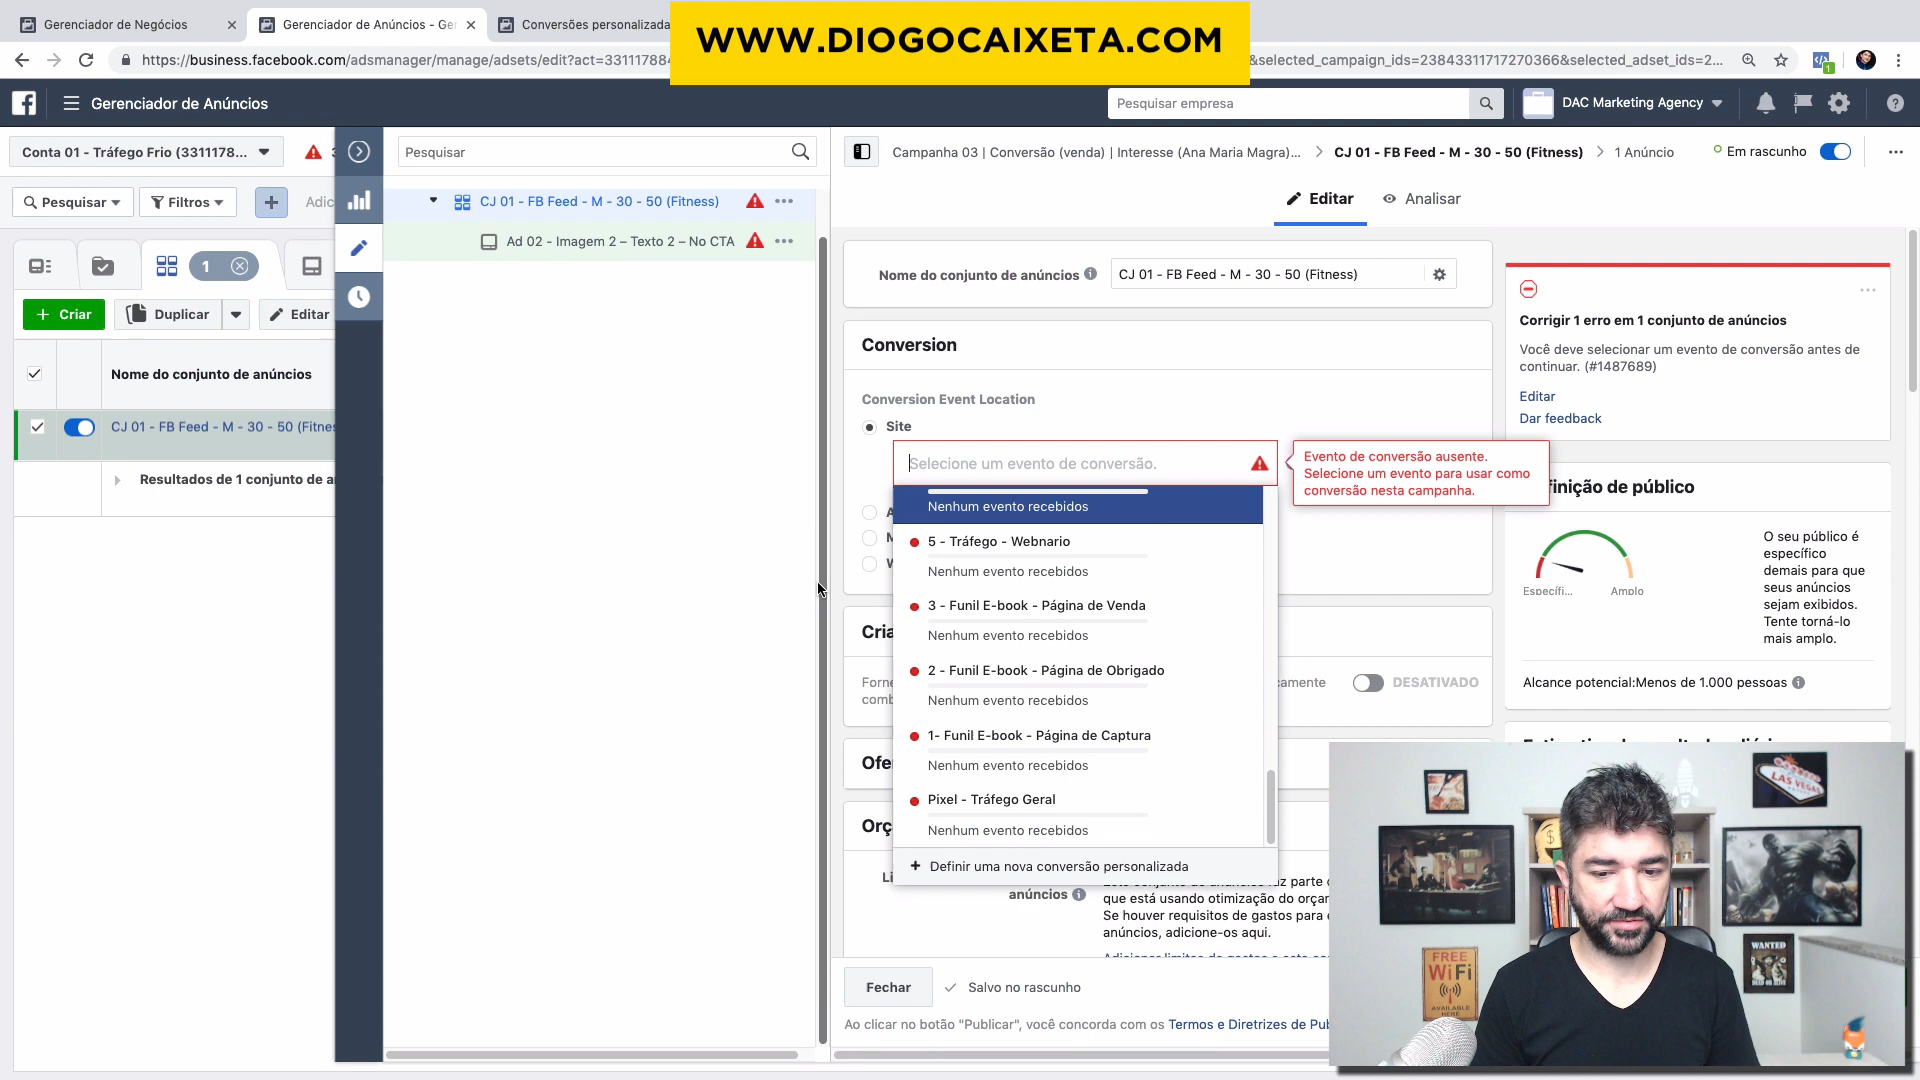 Gerenciador de Negócios
Gerenciador de Anúncios - Ger
Conversões personalizada
WWW.DIOGOCAIXETA.COM
https://business.facebook.com/adsmanager/manage/adsets/edit?act=33111788
&selected_campaign_ids=23843311717270366&selected_adset_ids=2...
Gerenciador de Anúncios
Pesquisar empresa
DAC Marketing Agency
Conta 01 - Tráfego Frio (3311178...
Pesquisar
Campanha 03 | Conversão (venda) | Interesse (Ana Maria Magra)...
CJ 01 - FB Feed - M - 30 - 50 (Fitness)
1 Anúncio
Em rascunho
Pesquisar
Filtros
Adic
CJ 01 - FB Feed - M - 30 - 50 (Fitness)
Ad 02 - Imagem 2 – Texto 2 – No CTA
Editar
Analisar
1
Criar
Duplicar
Editar
Nome do conjunto de anúncios
CJ 01 - FB Feed - M - 30 - 50 (Fitnes
Resultados de 1 conjunto de a
Nome do conjunto de anúncios
CJ 01 - FB Feed - M - 30 - 50 (Fitness)
Conversion
Conversion Event Location
Site
Selecione um evento de conversão.
Evento de conversão ausente.
Selecione um evento para usar como
conversão nesta campanha.
Nenhum evento recebidos
5 - Tráfego - Webnario
Nenhum evento recebidos
3 - Funil E-book - Página de Venda
Nenhum evento recebidos
2 - Funil E-book - Página de Obrigado
Nenhum evento recebidos
1- Funil E-book - Página de Captura
Nenhum evento recebidos
Pixel - Tráfego Geral
Nenhum evento recebidos
Definir uma nova conversão personalizada
Cria
Forne
comb
camente
DESATIVADO
Ofe
Orç
Li
anúncios
que está usando otimização do orçar
Se houver requisitos de gastos para
anúncios, adicione-os aqui.
Fechar
Salvo no rascunho
Ao clicar no botão "Publicar", você concorda com os Termos e Diretrizes de Pub
Corrigir 1 erro em 1 conjunto de anúncios
Você deve selecionar um evento de conversão antes de
continuar. (#1487689)
Editar
Dar feedback
finição de público
O seu público é
específico
demais para que
seus anúncios
sejam exibidos.
Tente torná-lo
mais amplo.
Específi...
Amplo
Alcance potencial:Menos de 1.000 pessoas
LAS VEGAS
FREE
WiFi
AVAILABLE
HERE
WANTED